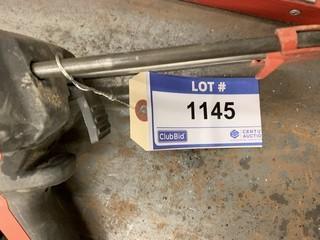 LOT #
1145
ClubBid
CENTU
AUCTIO